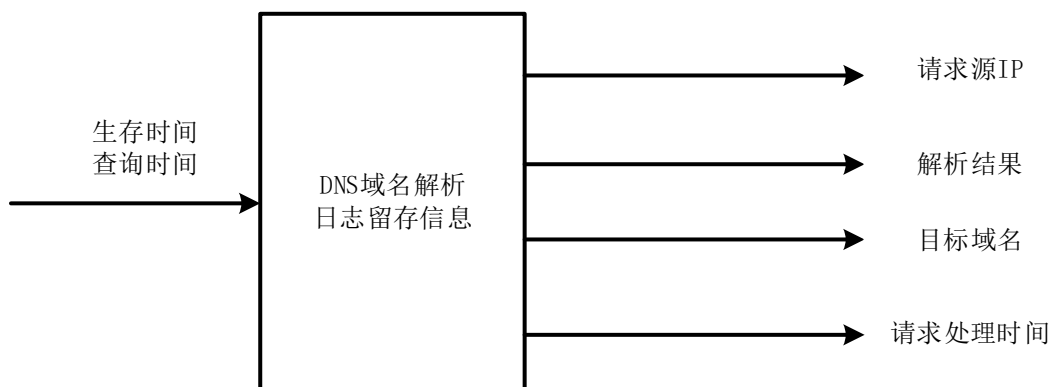 生存时间
查询时间
DNS域名解析
日志留存信息
请求源IP
解析结果
目标域名
请求处理时间